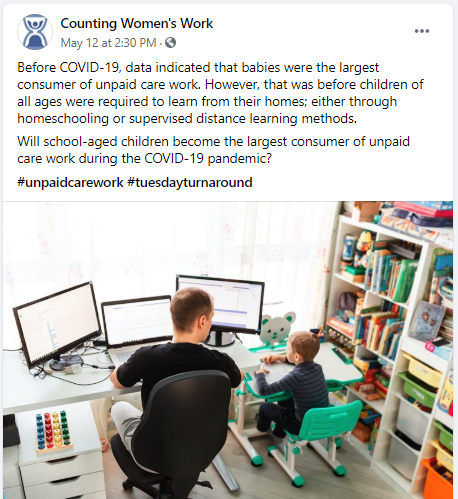 Counting Women's Work
May 12 at 2:30 PM ·
Before COVID-19, data indicated that babies were the largest
consumer of unpaid care work. However, that was before children of
all ages were required to learn from their homes; either through
homeschooling or supervised distance learning methods.
Will school-aged children become the largest consumer of unpaid
care work during the COVID-19 pandemic?
#unpaidcarework #tuesdayturnaround